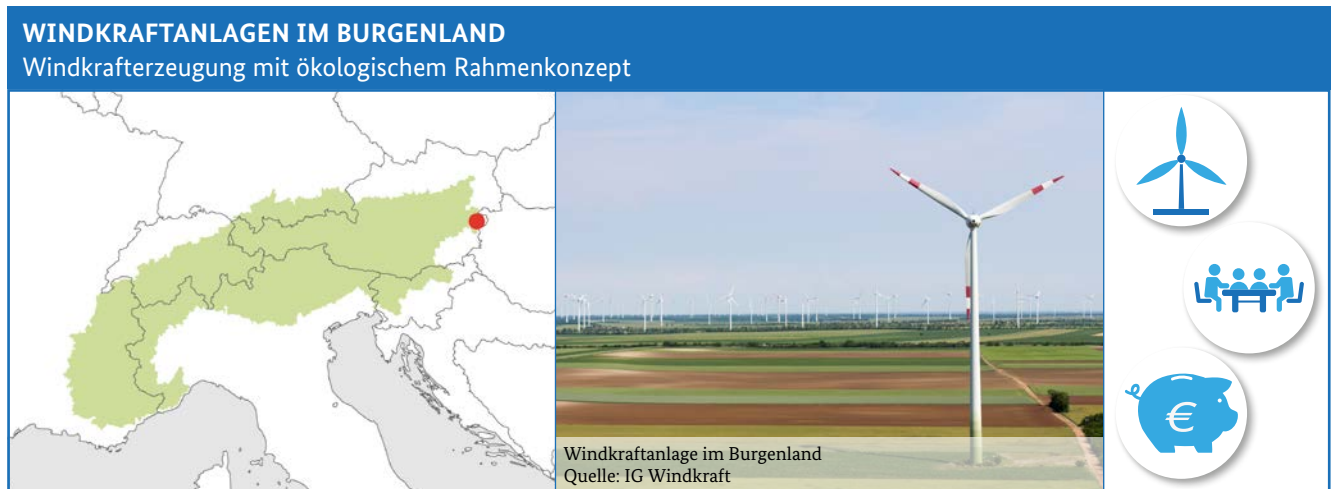 WINDKRAFTANLAGEN IM BURGENLAND
Windkrafterzeugung mit ökologischem Rahmenkonzept
Windkraftanlage im Burgenland
Quelle: IG Windkraft
€